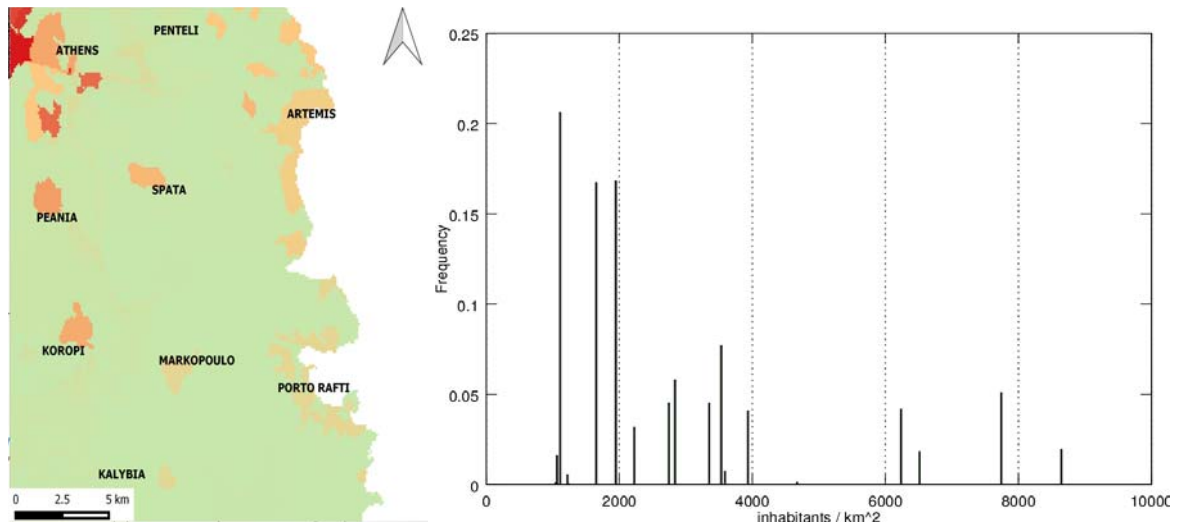 PENTELI
ATHENS
ARTEMIS
SPATA
PEANIA
KOROPI
MARKOPOULO
PORTO RAFTI
KALYBIA
0 2.5 5 km
0.25
0.2
0.15
0.1
0.05
0
Frequency
0 2000 4000 6000 8000 10000
inhabitants / km^2